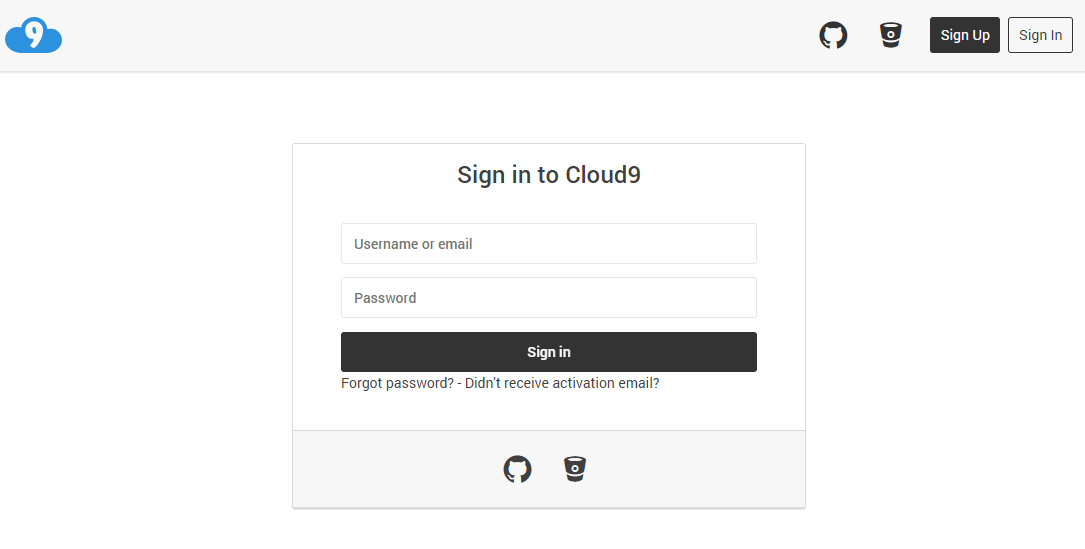 9
Sign Up
Sign In
Sign in to Cloud9
Username or email
Password
Sign in
Forgot password? - Didn't receive activation email?